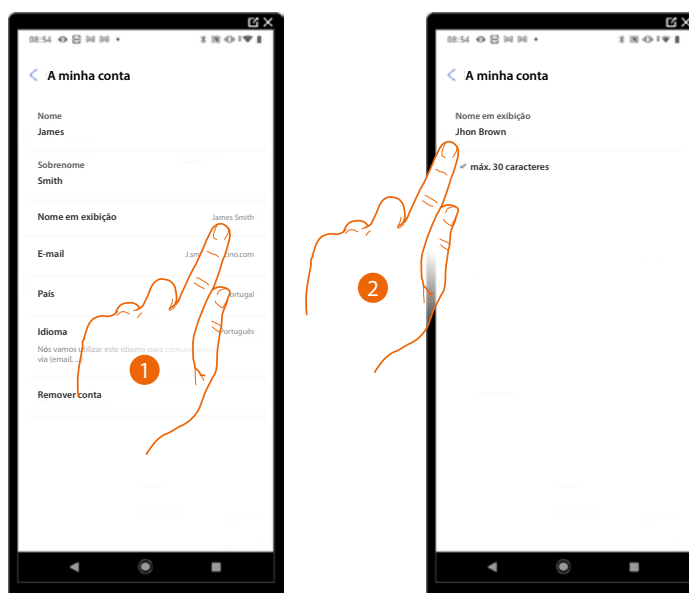 08:54
A minha conta
Nome
James
Sobrenome
Smith
Nome em exibição
James Smith
E-mail
País
Idioma
Português
Nós vamos utilizar este idioma para
via (email, ...
Remover conta
1
08:54
A minha conta
Nome em exibição
Jhon Brown
✔ máx. 30 caracteres
2